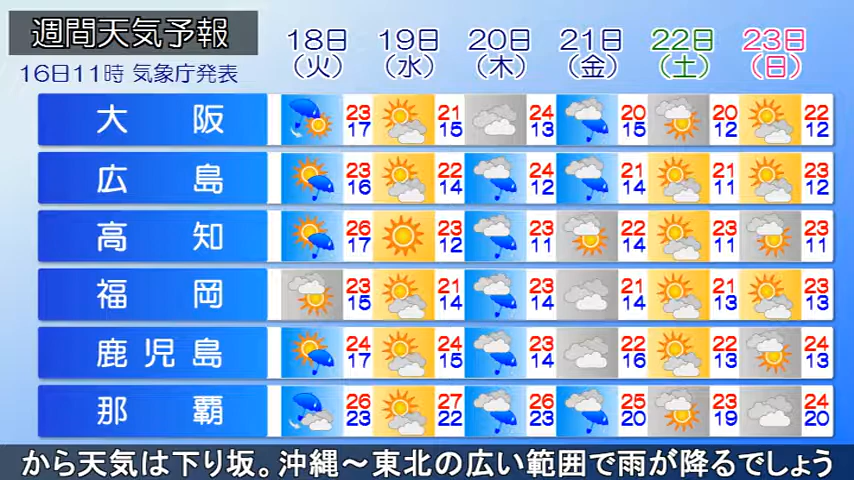 週間天気予報
16日11時 気象庁発表
18日 19日 20日 21日 22日 23日
（火） （水） （木） （金） （土） （日）
大阪 23 17 21 15 24 13 20 15 20 12 22 12
広島 23 16 22 14 24 12 21 14 21 11 23 12
高知 26 17 23 12 23 11 22 14 23 11 23 11
福岡 23 15 21 14 23 14 21 14 21 13 23 13
鹿児島 24 17 24 15 23 14 22 16 22 13 24 13
那覇 26 23 27 22 26 23 25 20 23 19 24 20
から天気は下り坂。沖縄～東北の広い範囲で雨が降るでしょう